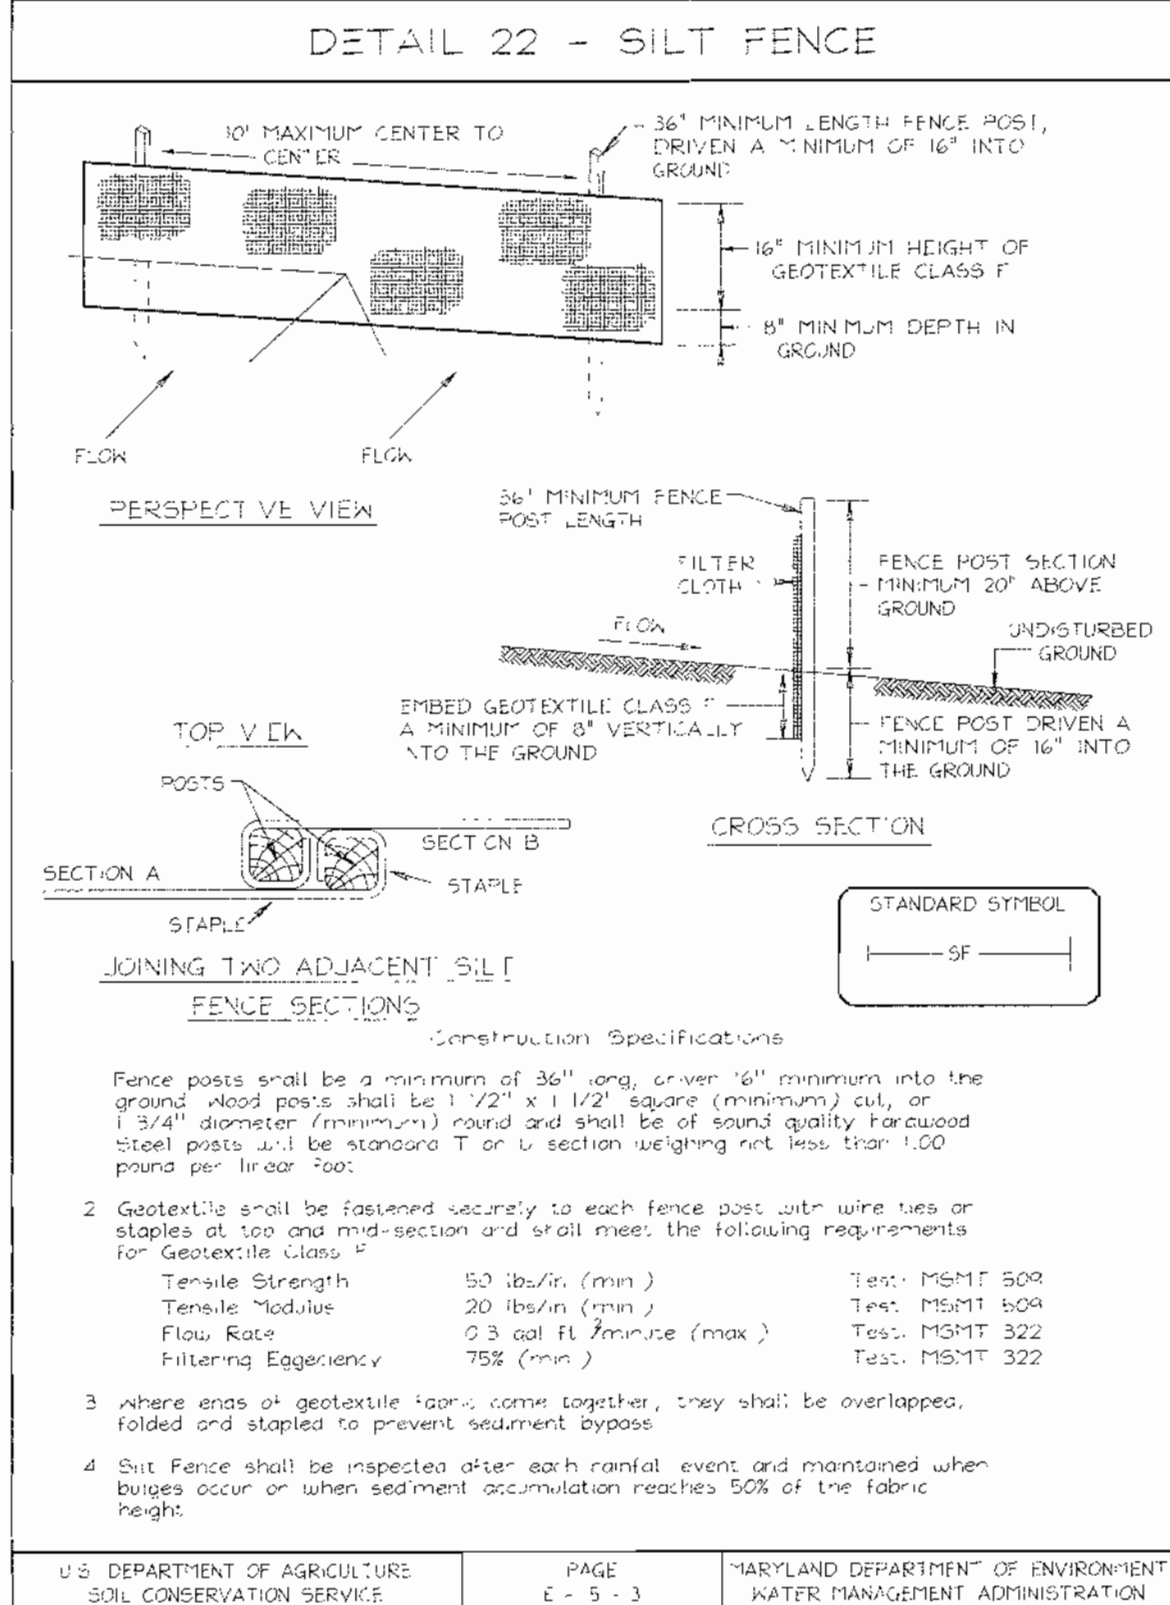 DETAIL 22 - SILT FENCE
10' MAXIMUM CENTER TO
CENTER
36" MINIMUM LENGTH FENCE POST,
DRIVEN A MINIMUM OF 16" INTO
GROUND
16" MINIMUM HEIGHT OF
GEOTEXTILE CLASS F
8" MINIMUM DEPTH IN
GROUND
FLOW
FLOW
PERSPECTIVE VIEW
36" MINIMUM FENCE
POST LENGTH
FILTER
CLOTH
FENCE POST SECTION
MINIMUM 20" ABOVE
GROUND
FLOW
UNDISTURBED
GROUND
EMBED GEOTEXTILE CLASS F
A MINIMUM OF 8" VERTICALLY
INTO THE GROUND
FENCE POST DRIVEN A
MINIMUM OF 16" INTO
THE GROUND
CROSS SECTION
TOP VIEW
POSTS
SECTION B
SECTION A
STAPLE
STAPLE
JOINING TWO ADJACENT SILT
FENCE SECTIONS
STANDARD SYMBOL
SF
Construction Specifications
Fence posts shall be a minimum of 36" long, driven 16" minimum into the
ground. Wood posts shall be 1 1/2" x 1 1/2" square (minimum) cut, or
1 3/4" diameter (minimum) round and shall be of sound quality hardwood
Steel posts will be standard T or U section weighing not less than 1.00
pound per linear foot
2 Geotextile shall be fastened securely to each fence post with wire ties or
staples at top and mid-section and shall meet the following requirements
for Geotextile Class F
Tensile Strength 50 lbs/in (min.) Test: MSMT 509
Tensile Modulus 20 lbs/in (min.) Test: MSMT 509
Flow Rate 0.3 gal ft²/minute (max.) Test: MSMT 322
Filtering Eggeciency 75% (min.) Test: MSMT 322
3 Where ends of geotextile fabric come together, they shall be overlapped,
folded and stapled to prevent sediment bypass
4 Silt Fence shall be inspected after each rainfall event and maintained when
bulges occur or when sediment accumulation reaches 50% of the fabric
height
U.S. DEPARTMENT OF AGRICULTURE
SOIL CONSERVATION SERVICE
PAGE
E - 5 - 3
MARYLAND DEPARTMENT OF ENVIRONMENT
WATER MANAGEMENT ADMINISTRATION